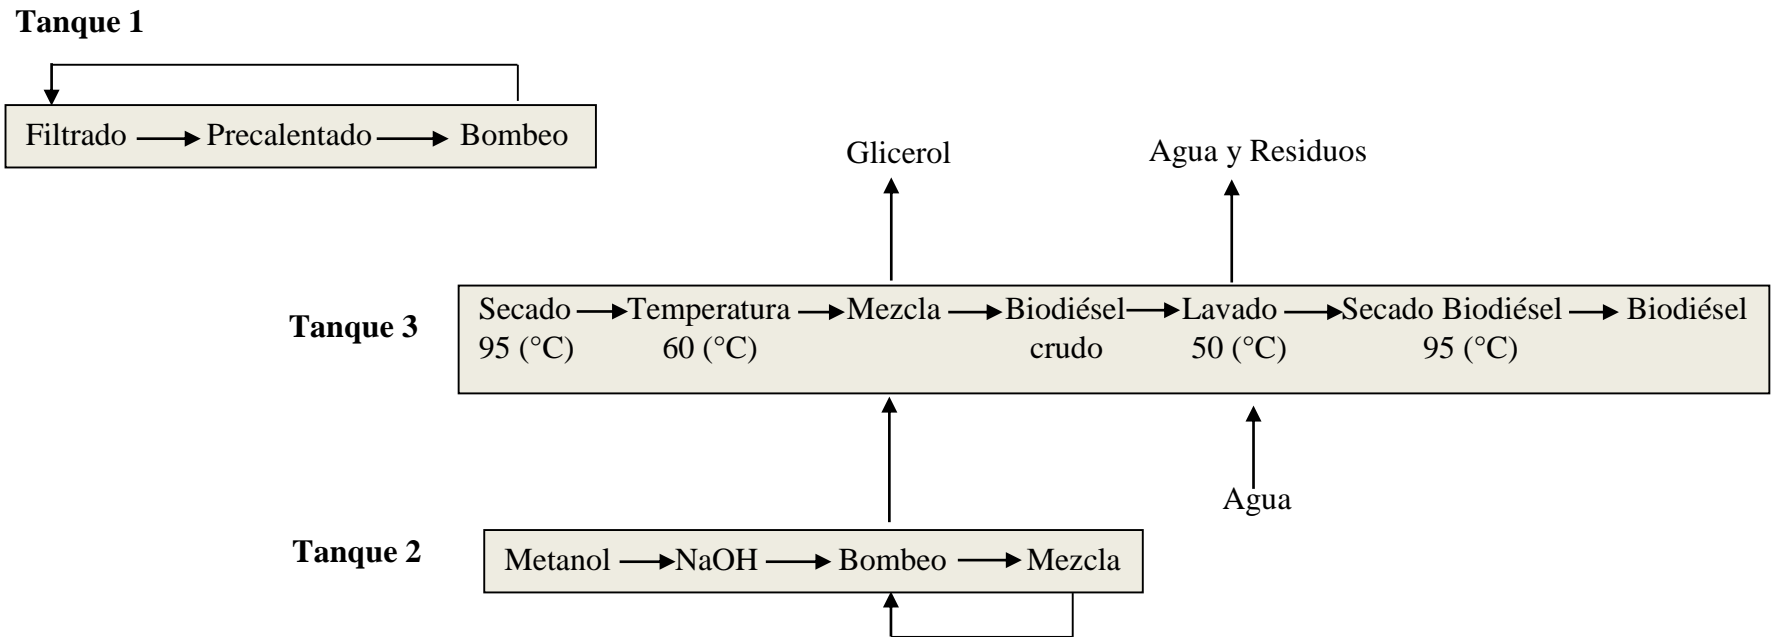 Tanque 1
Filtrado Precalentado Bombeo
Glicerol
Agua y Residuos
Tanque 3
Secado Temperatura Mezcla Biodiésel Lavado Secado Biodiésel Biodiésel
95 (°C) 60 (°C) crudo 50 (°C) 95 (°C)
Agua
Tanque 2
Metanol NaOH Bombeo Mezcla